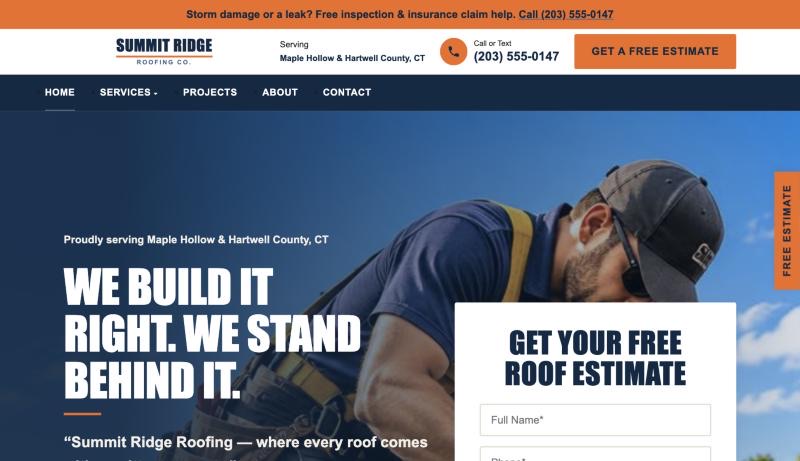 Storm damage or a leak? Free inspection & insurance claim help. Call (203) 555-0147
SUMMIT RIDGE
ROOFING CO.
Serving
Maple Hollow & Hartwell County, CT
Call or Text
(203) 555-0147
GET A FREE ESTIMATE
HOME
SERVICES
PROJECTS
ABOUT
CONTACT
FREE ESTIMATE
Proudly serving Maple Hollow & Hartwell County, CT
WE BUILD IT
RIGHT. WE STAND
BEHIND IT.
“Summit Ridge Roofing — where every roof comes
GET YOUR FREE
ROOF ESTIMATE
Full Name*